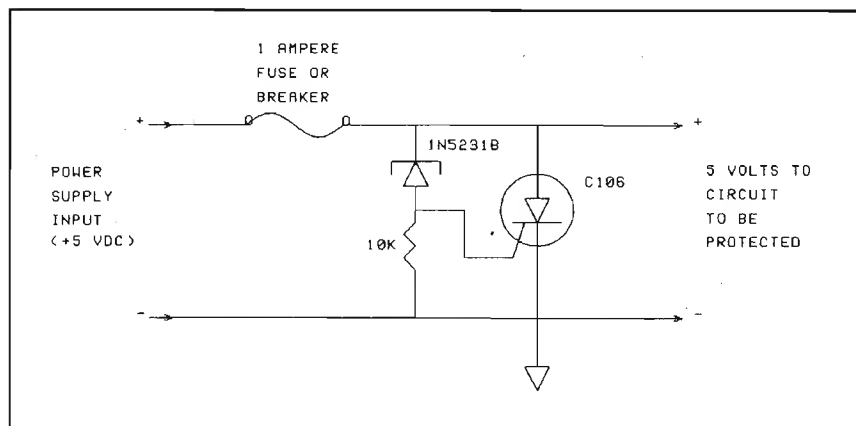 1 AMPERE
FUSE OR
BREAKER
+
+
1N5231B
POWER
SUPPLY
INPUT
(+5 VDC)
C106
5 VOLTS TO
CIRCUIT
TO BE
PROTECTED
10K
-
-